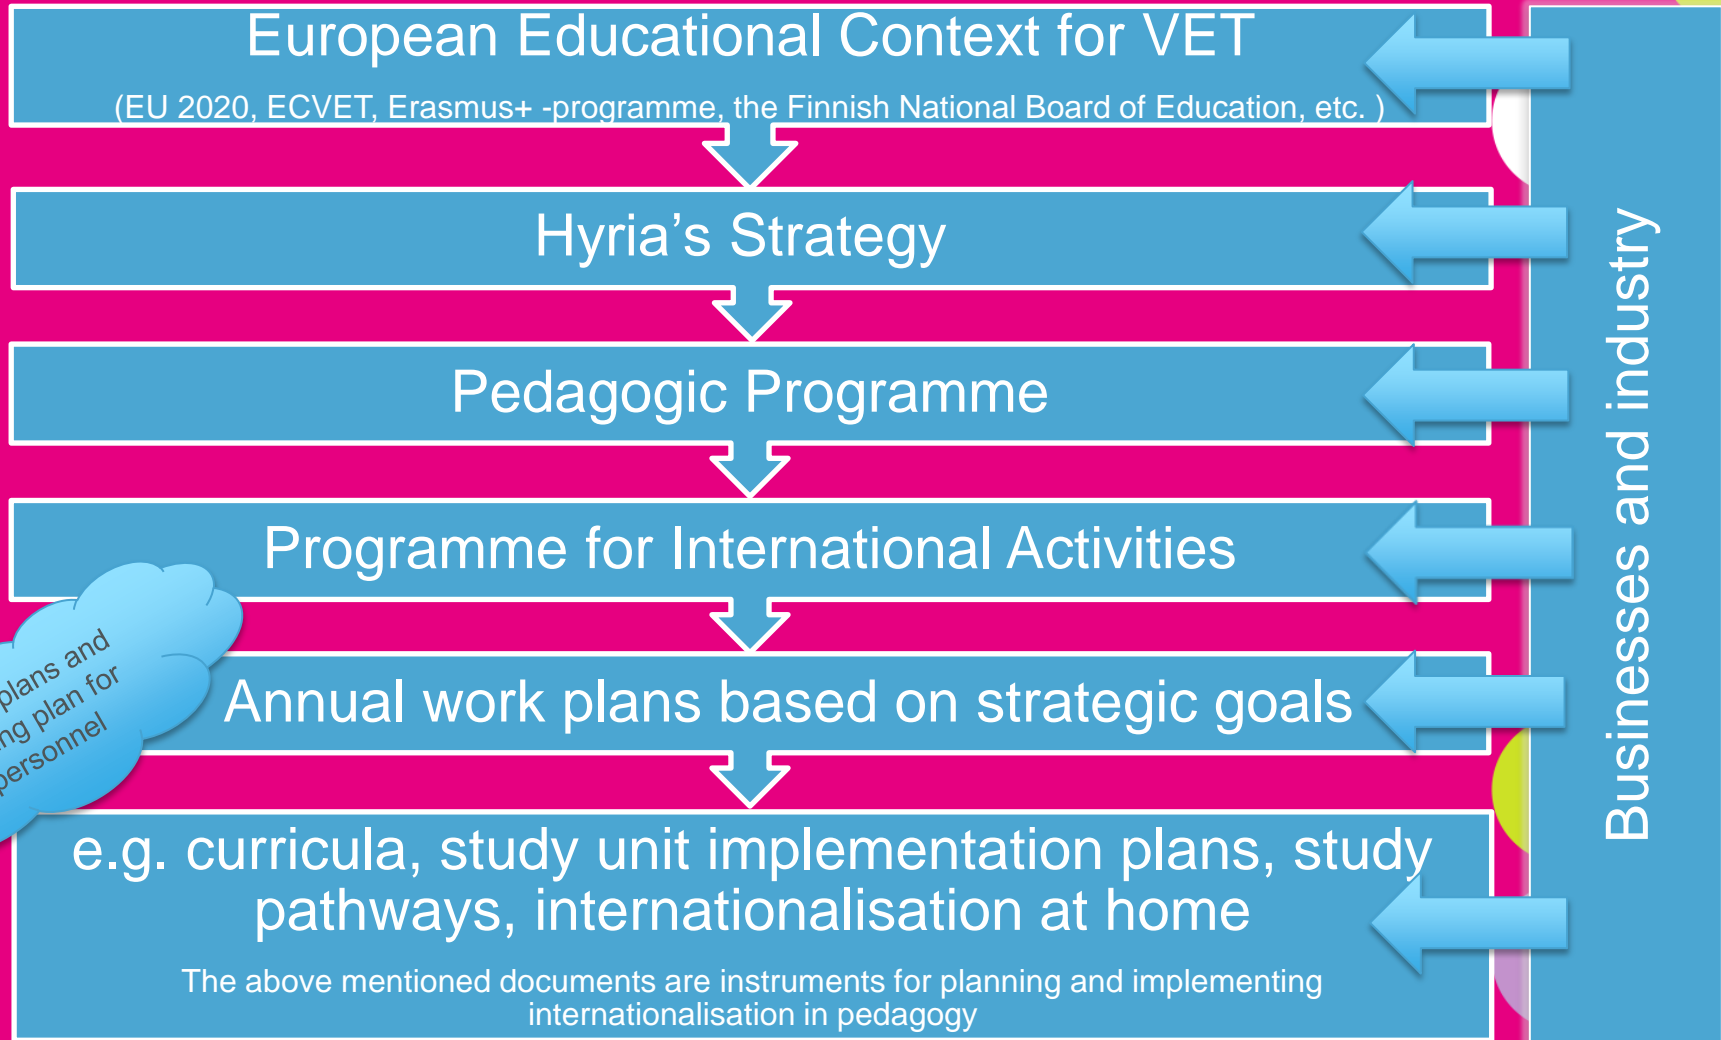 European Educational Context for VET
(EU 2020, ECVET, Erasmus+ -programme, the Finnish National Board of Education, etc. )
Hyria’s Strategy
Pedagogic Programme
Programme for International Activities
Annual work plans based on strategic goals
plans and
plan for
personnel
e.g. curricula, study unit implementation plans, study
pathways, internationalisation at home
The above mentioned documents are instruments for planning and implementing
internationalisation in pedagogy
Businesses and industry